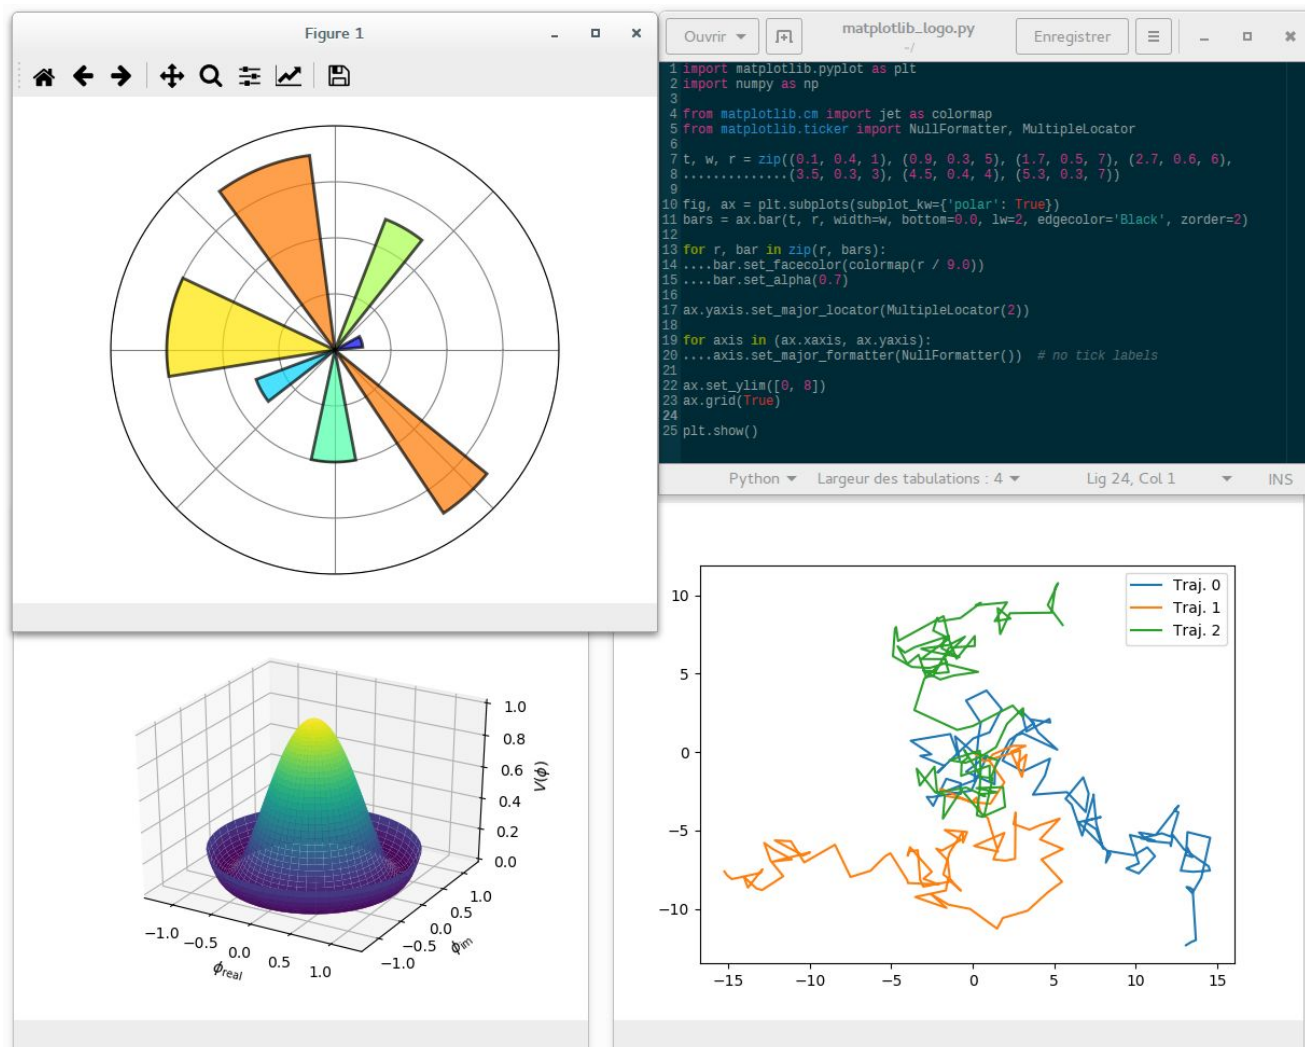 Figure 1
Ouvrir
matplotlib_logo.py
~/
Enregistrer
1 import matplotlib.pyplot as plt
2 import numpy as np
3
4 from matplotlib.cm import jet as colormap
5 from matplotlib.ticker import NullFormatter, MultipleLocator
6
7 t, w, r = zip((0.1, 0.4, 1), (0.9, 0.3, 5), (1.7, 0.5, 7), (2.7, 0.6, 6),
8 ..............(3.5, 0.3, 3), (4.5, 0.4, 4), (5.3, 0.3, 7))
9
10 fig, ax = plt.subplots(subplot_kw={'polar': True})
11 bars = ax.bar(t, r, width=w, bottom=0.0, lw=2, edgecolor='Black', zorder=2)
12
13 for r, bar in zip(r, bars):
14 ....bar.set_facecolor(colormap(r / 9.0))
15 ....bar.set_alpha(0.7)
16
17 ax.yaxis.set_major_locator(MultipleLocator(2))
18
19 for axis in (ax.xaxis, ax.yaxis):
20 ....axis.set_major_formatter(NullFormatter())  # no tick labels
21
22 ax.set_ylim([0, 8])
23 ax.grid(True)
24
25 plt.show()
Python
Largeur des tabulations : 4
Lig 24, Col 1
INS
1.0
0.8
0.6
0.4
0.2
0.0
V(ϕ)
−1.0
−0.5
0.0
0.5
1.0
ϕreal
−1.0
−0.5
0.0
0.5
1.0
ϕim
Traj. 0
Traj. 1
Traj. 2
10
5
0
−5
−10
−15
−10
−5
0
5
10
15